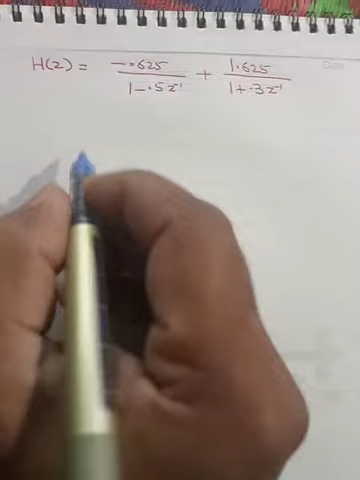 H(z) = -.625 / 1-.5z⁻¹ + 1.625 / 1+.3z⁻¹